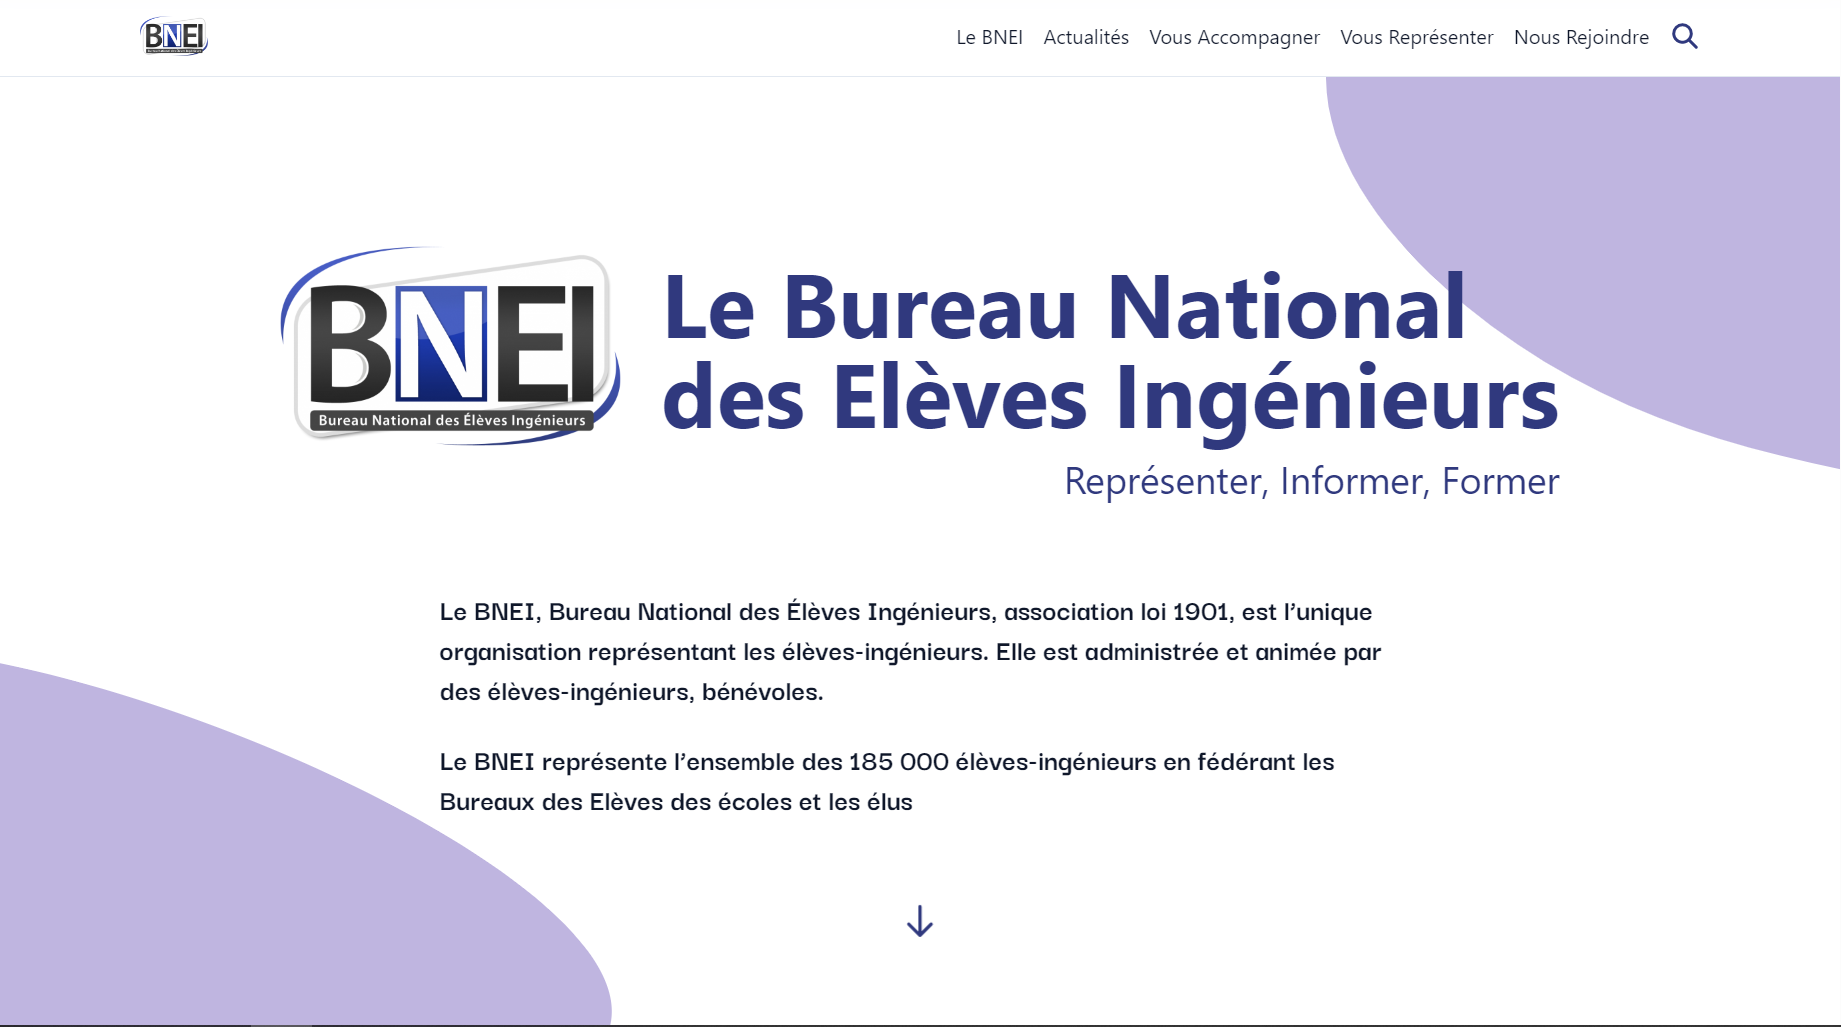 BNEI
Le BNEI Actualités Vous Accompagner Vous Représenter Nous Rejoindre
BNEI
Bureau National des Élèves Ingénieurs
Le Bureau National
des Elèves Ingénieurs
Représenter, Informer, Former
Le BNEI, Bureau National des Élèves Ingénieurs, association loi 1901, est l’unique
organisation représentant les élèves-ingénieurs. Elle est administrée et animée par
des élèves-ingénieurs, bénévoles.
Le BNEI représente l’ensemble des 185 000 élèves-ingénieurs en fédérant les
Bureaux des Elèves des écoles et les élus